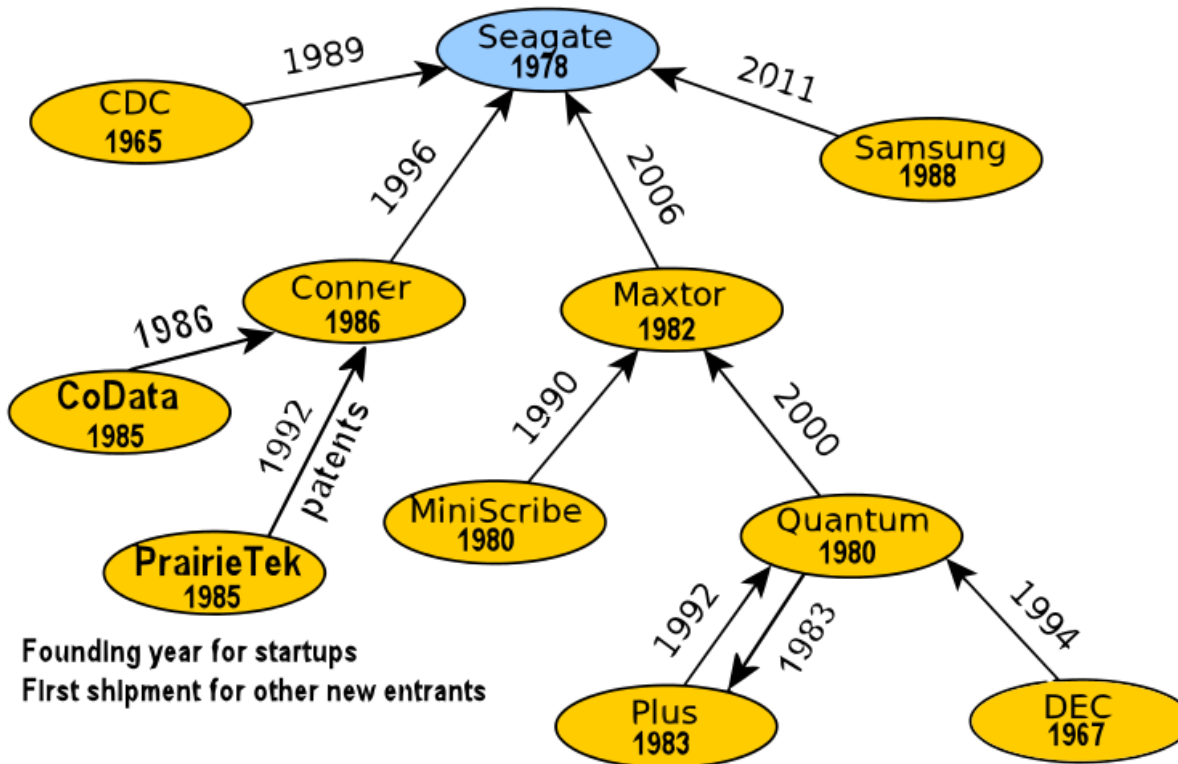 Seagate
1978
1989
2011
CDC
1965
Samsung
1988
1996
2006
Conner
1986
Maxtor
1982
1986
CoData
1985
1992
patents
1990
2000
MiniScribe
1980
Quantum
1980
PrairieTek
1985
1992
1983
1994
Founding year for startups
First shipment for other new entrants
Plus
1983
DEC
1967